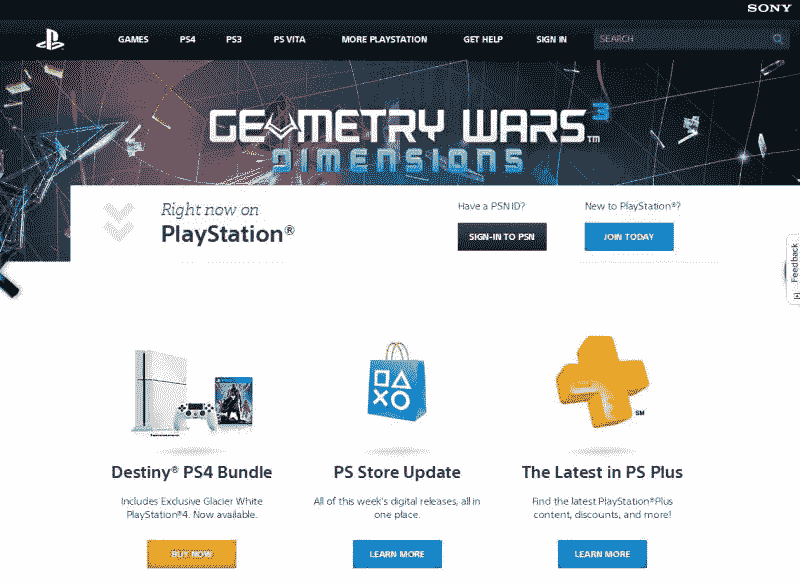 SONY
GAMES PS4 PS3 PS VITA MORE PLAYSTATION GET HELP SIGN IN SEARCH
GEOMETRY WARS 3 TM
DIMENSIONS
Right now on
PlayStation®
Have a PSN ID?
SIGN-IN TO PSN
New to PlayStation®?
JOIN TODAY
Feedback
[+]
SM
Destiny® PS4 Bundle
Includes Exclusive Glacier White
PlayStation®4. Now available.
BUY NOW
PS Store Update
All of this week's digital releases, all in
one place.
LEARN MORE
The Latest in PS Plus
Find the latest PlayStation®Plus
content, discounts, and more!
LEARN MORE